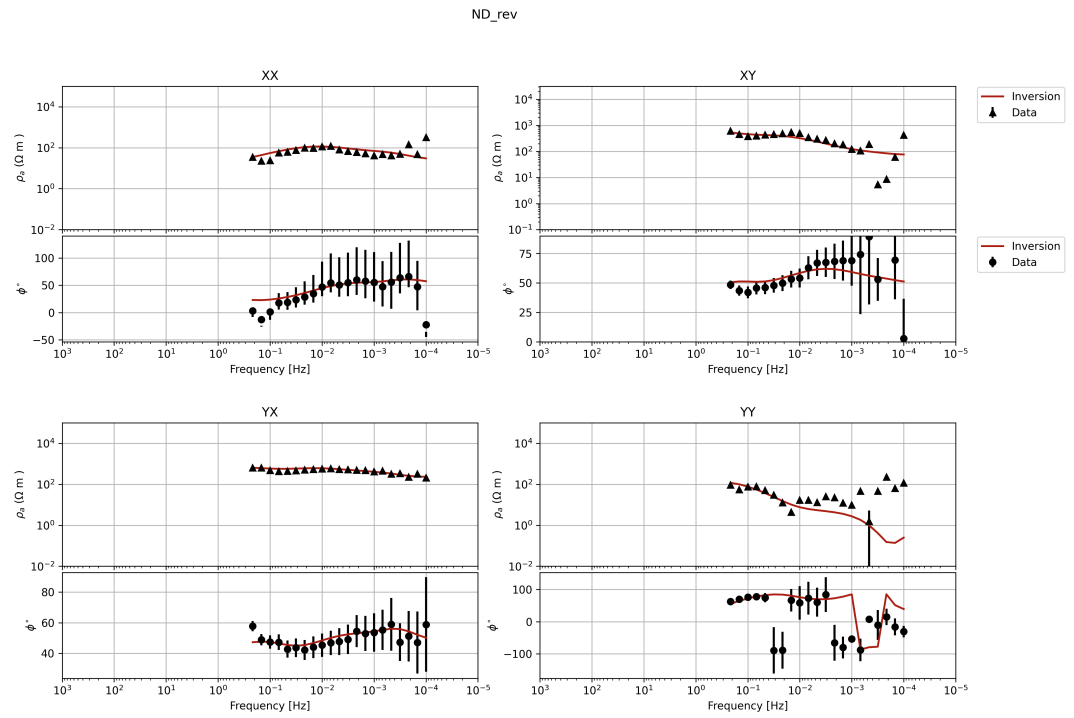 ND_rev
XX
XY
10⁴
10²
10⁰
10⁻²
ρₐ (Ω m )
10⁴
10³
10²
10¹
10⁰
10⁻¹
ρₐ (Ω m )
Inversion
Data
100
50
0
−50
ϕ°
10³ 10² 10¹ 10⁰ 10⁻¹ 10⁻² 10⁻³ 10⁻⁴ 10⁻⁵
Frequency [Hz]
75
50
25
0
ϕ°
10³ 10² 10¹ 10⁰ 10⁻¹ 10⁻² 10⁻³ 10⁻⁴ 10⁻⁵
Frequency [Hz]
Inversion
Data
YX
YY
10⁴
10²
10⁰
10⁻²
ρₐ (Ω m )
10⁴
10²
10⁰
10⁻²
ρₐ (Ω m )
80
60
40
ϕ°
10³ 10² 10¹ 10⁰ 10⁻¹ 10⁻² 10⁻³ 10⁻⁴ 10⁻⁵
Frequency [Hz]
100
0
−100
ϕ°
10³ 10² 10¹ 10⁰ 10⁻¹ 10⁻² 10⁻³ 10⁻⁴ 10⁻⁵
Frequency [Hz]